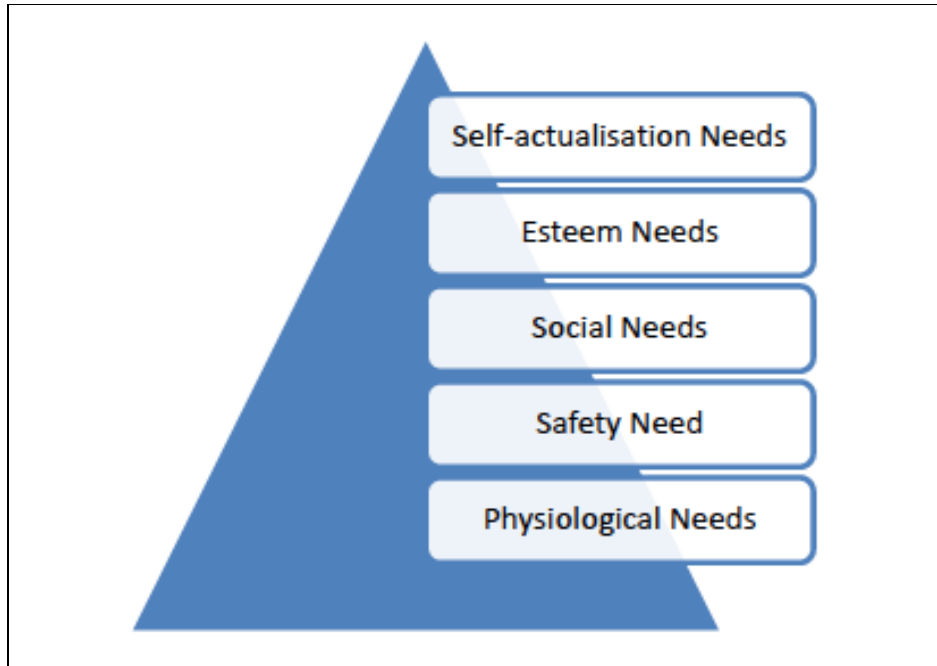 Self-actualisation Needs
Esteem Needs
Social Needs
Safety Need
Physiological Needs